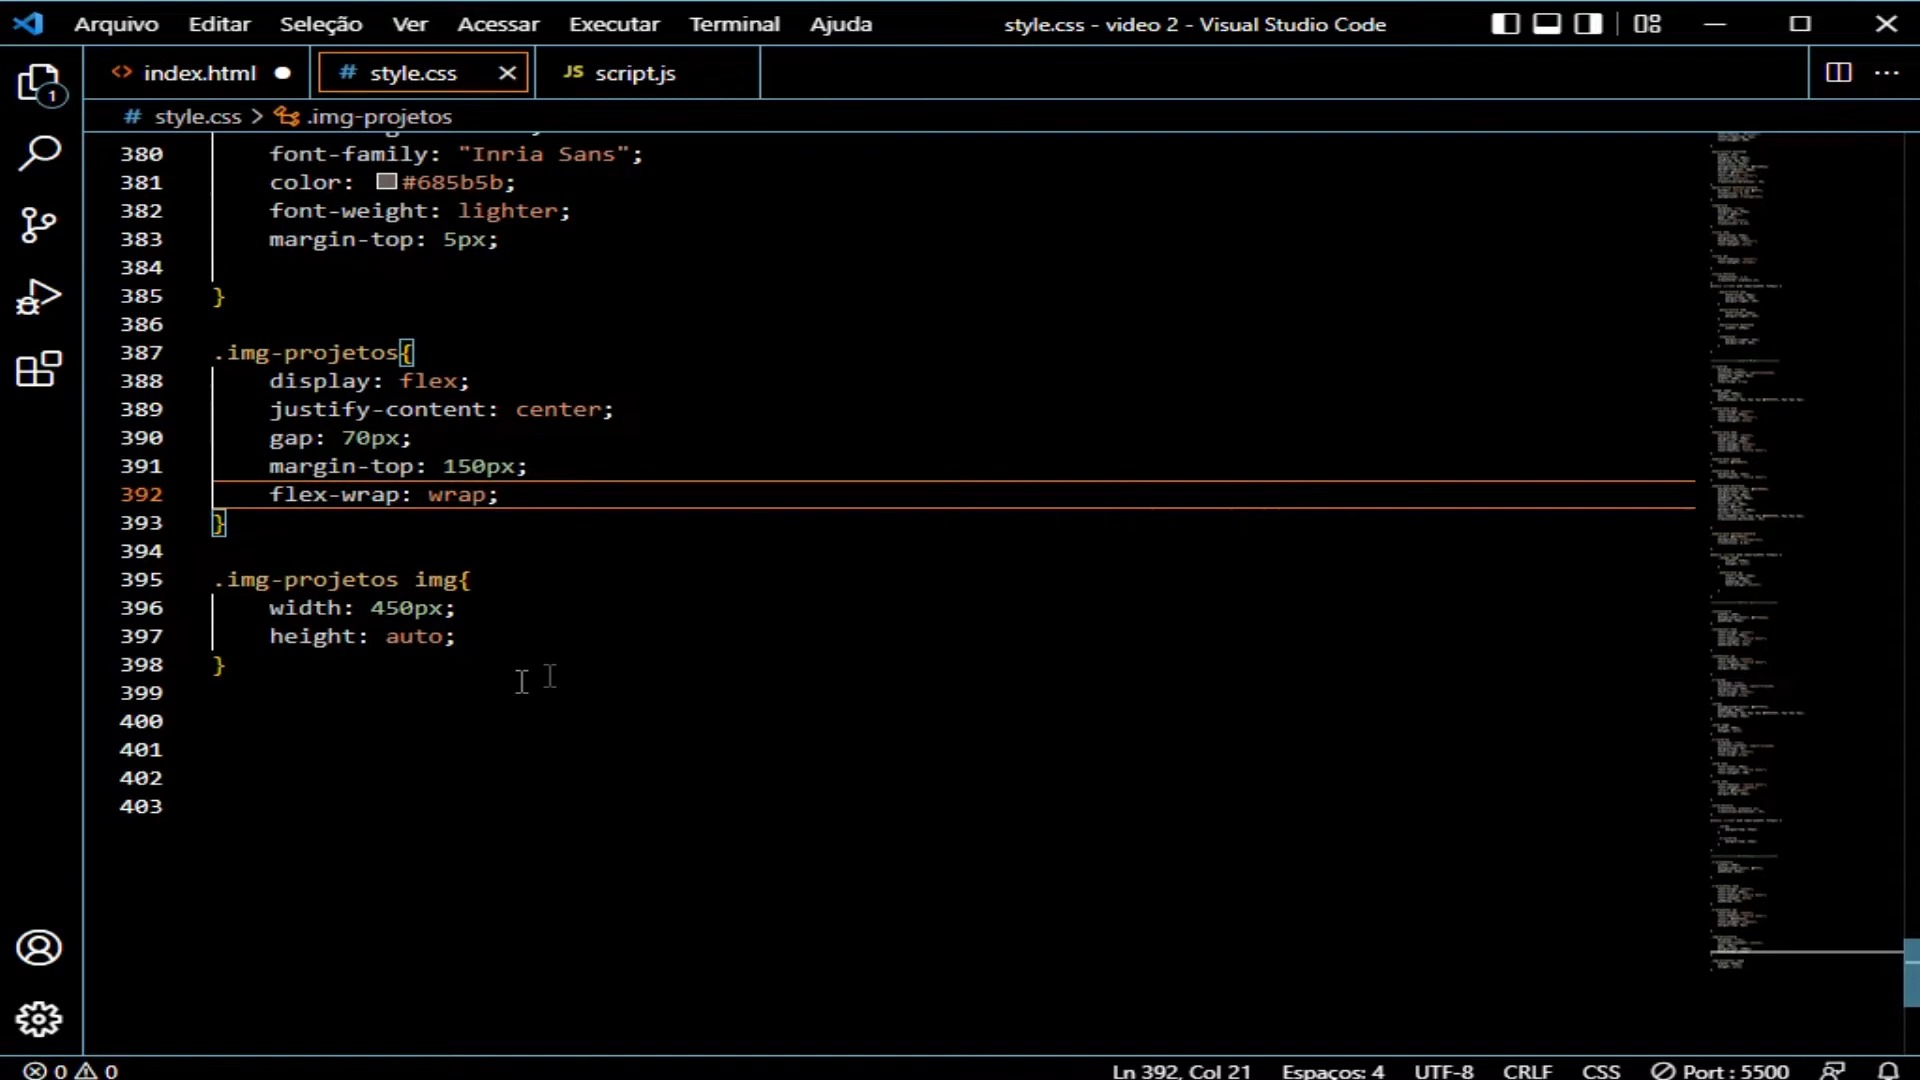 Arquivo Editar Seleção Ver Acessar Executar Terminal Ajuda style.css - video 2 - Visual Studio Code
<> index.html # style.css JS script.js
1
# style.css > .img-projetos
380 font-family: "Inria Sans";
381 color: #685b5b;
382 font-weight: lighter;
383 margin-top: 5px;
384
385 }
386
387 .img-projetos{
388 display: flex;
389 justify-content: center;
390 gap: 70px;
391 margin-top: 150px;
392 flex-wrap: wrap;
393 }
394
395 .img-projetos img{
396 width: 450px;
397 height: auto;
398 }
399
400
401
402
403
0 0 Ln 392, Col 21 Espaços: 4 UTF-8 CRLF CSS Port : 5500